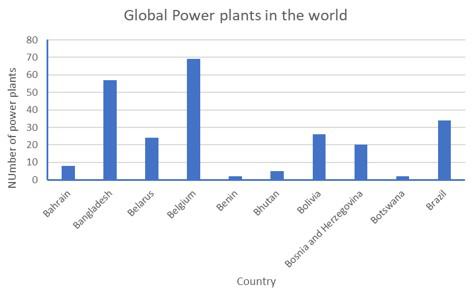 Global Power plants in the world
NUmber of power plants
80
70
60
50
40
30
20
10
0
Bahrain
Bangladesh
Belarus
Belgium
Benin
Bhutan
Bolivia
Bosnia and Herzegovina
Botswana
Brazil
Country